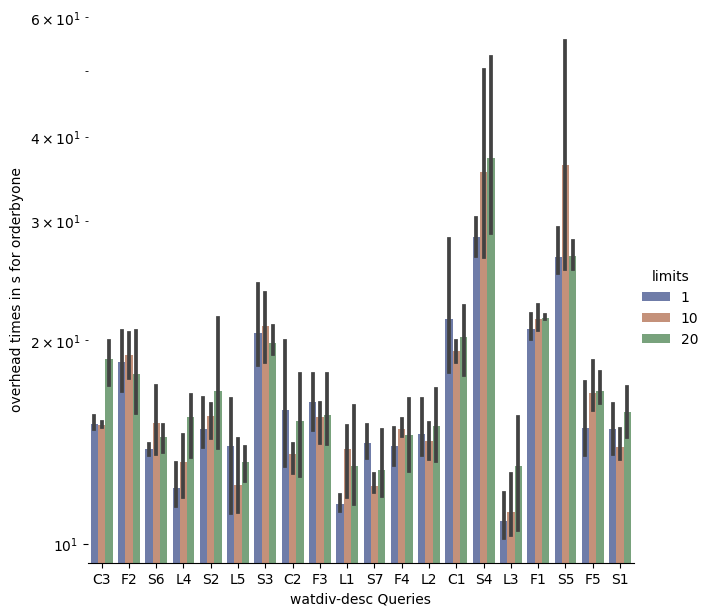 6 × 10¹
4 × 10¹
3 × 10¹
2 × 10¹
10¹
overhead times in s for orderbyone
C3 F2 S6 L4 S2 L5 S3 C2 F3 L1 S7 F4 L2 C1 S4 L3 F1 S5 F5 S1
watdiv-desc Queries
limits
1
10
20